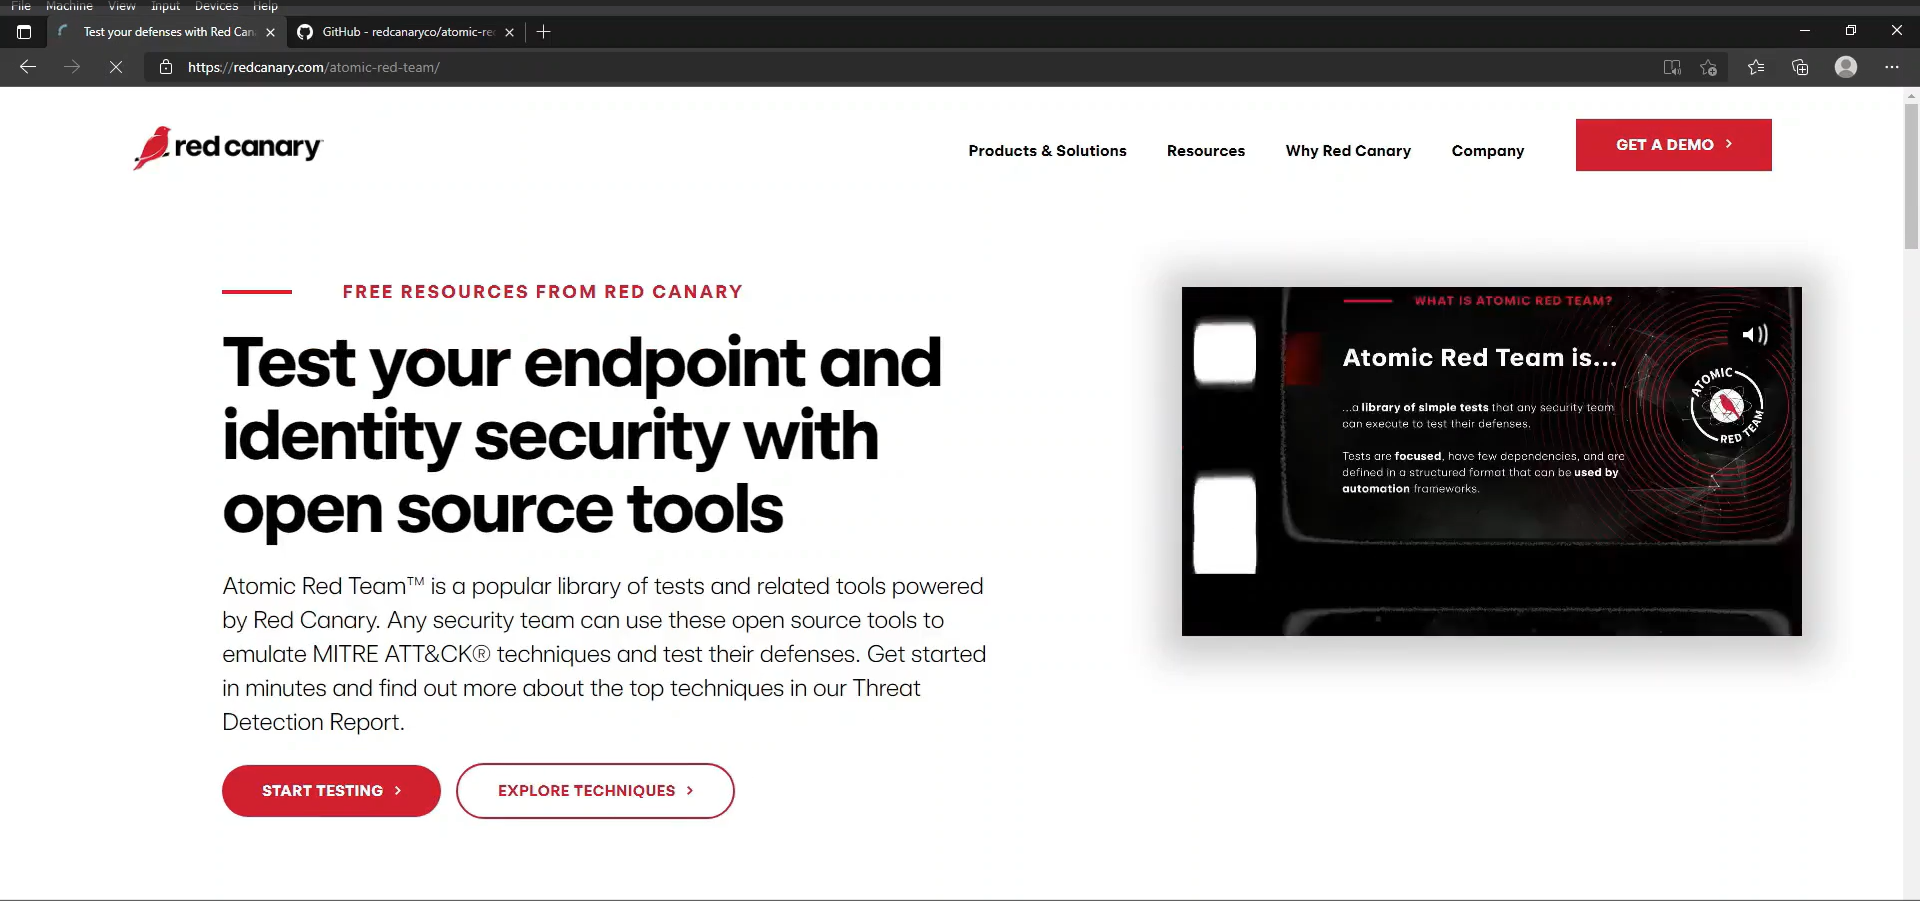 File Machine View Input Devices Help
Test your defenses with Red Can
GitHub - redcanaryco/atomic-re
https://redcanary.com/atomic-red-team/
red canary
Products & Solutions Resources Why Red Canary Company GET A DEMO
FREE RESOURCES FROM RED CANARY
Test your endpoint and
identity security with
open source tools
Atomic Red Team™ is a popular library of tests and related tools powered
by Red Canary. Any security team can use these open source tools to
emulate MITRE ATT&CK® techniques and test their defenses. Get started
in minutes and find out more about the top techniques in our Threat
Detection Report.
START TESTING EXPLORE TECHNIQUES
WHAT IS ATOMIC RED TEAM?
Atomic Red Team is...
...a library of simple tests that any security team
can execute to test their defenses.
Tests are focused, have few dependencies, and are
defined in a structured format that can be used by
automation frameworks.
ATOMIC
RED TEAM